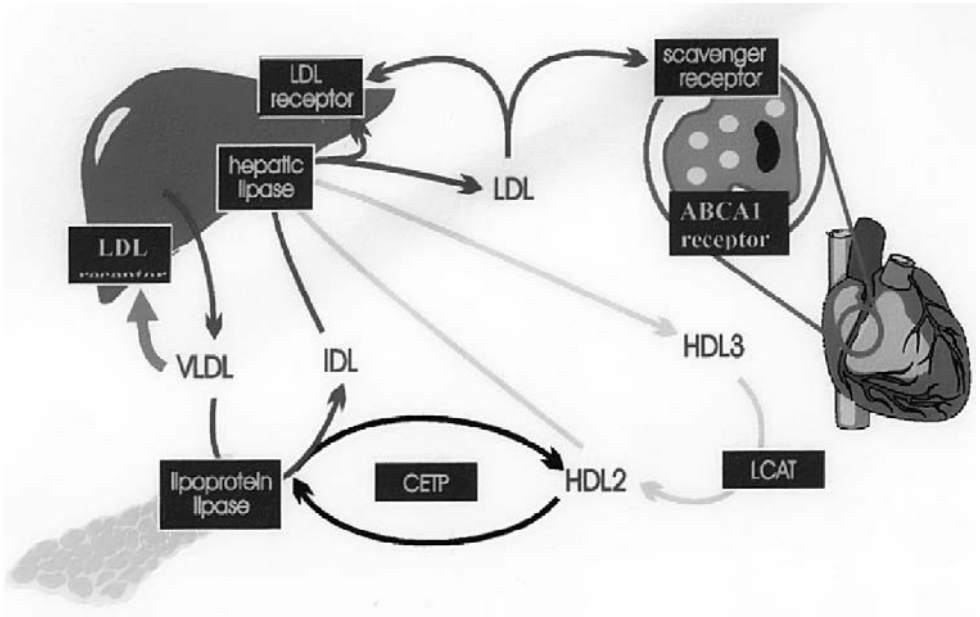 scavenger
receptor
LDL
receptor
hepatic
lipase
LDL
ABCA1
receptor
LDL
HDL3
VLDL
IDL
lipoprotein
lipase
CETP
HDL2
LCAT